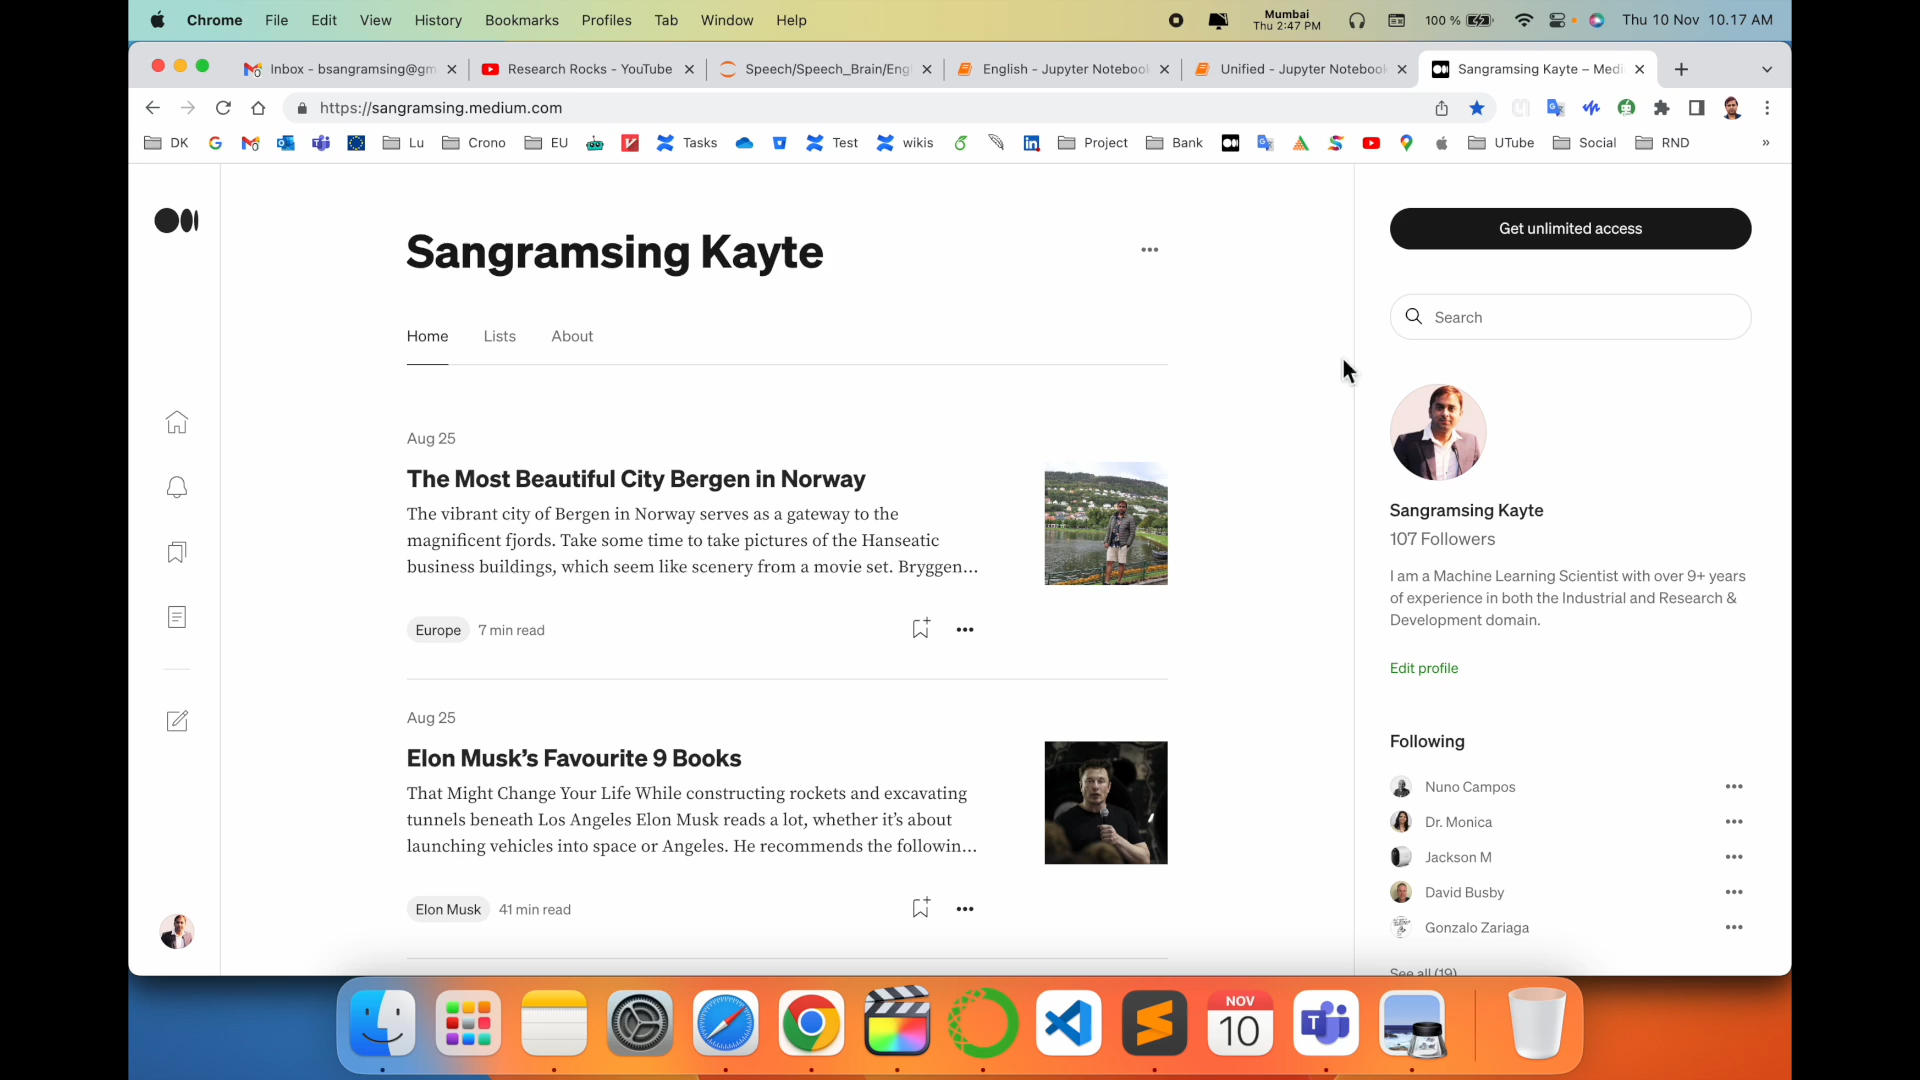 Chrome File Edit View History Bookmarks Profiles Tab Window Help
Mumbai
Thu 2:47 PM
100 % Thu 10 Nov 10.17 AM
Inbox - bsangramsing@gm
Research Rocks - YouTube
Speech/Speech_Brain/Engl
English - Jupyter Notebook
Unified - Jupyter Notebook
Sangramsing Kayte – Medi
https://sangramsing.medium.com
DK Lu Crono EU Tasks Test wikis Project Bank UTube Social RND »
Sangramsing Kayte
Home Lists About
Aug 25
The Most Beautiful City Bergen in Norway
The vibrant city of Bergen in Norway serves as a gateway to the
magnificent fjords. Take some time to take pictures of the Hanseatic
business buildings, which seem like scenery from a movie set. Bryggen...
Europe 7 min read
Aug 25
Elon Musk’s Favourite 9 Books
That Might Change Your Life While constructing rockets and excavating
tunnels beneath Los Angeles Elon Musk reads a lot, whether it’s about
launching vehicles into space or Angeles. He recommends the followin...
Elon Musk 41 min read
Get unlimited access
Search
Sangramsing Kayte
107 Followers
I am a Machine Learning Scientist with over 9+ years
of experience in both the Industrial and Research &
Development domain.
Edit profile
Following
Nuno Campos
Dr. Monica
Jackson M
David Busby
Gonzalo Zariaga
See all (19)
NOV
10